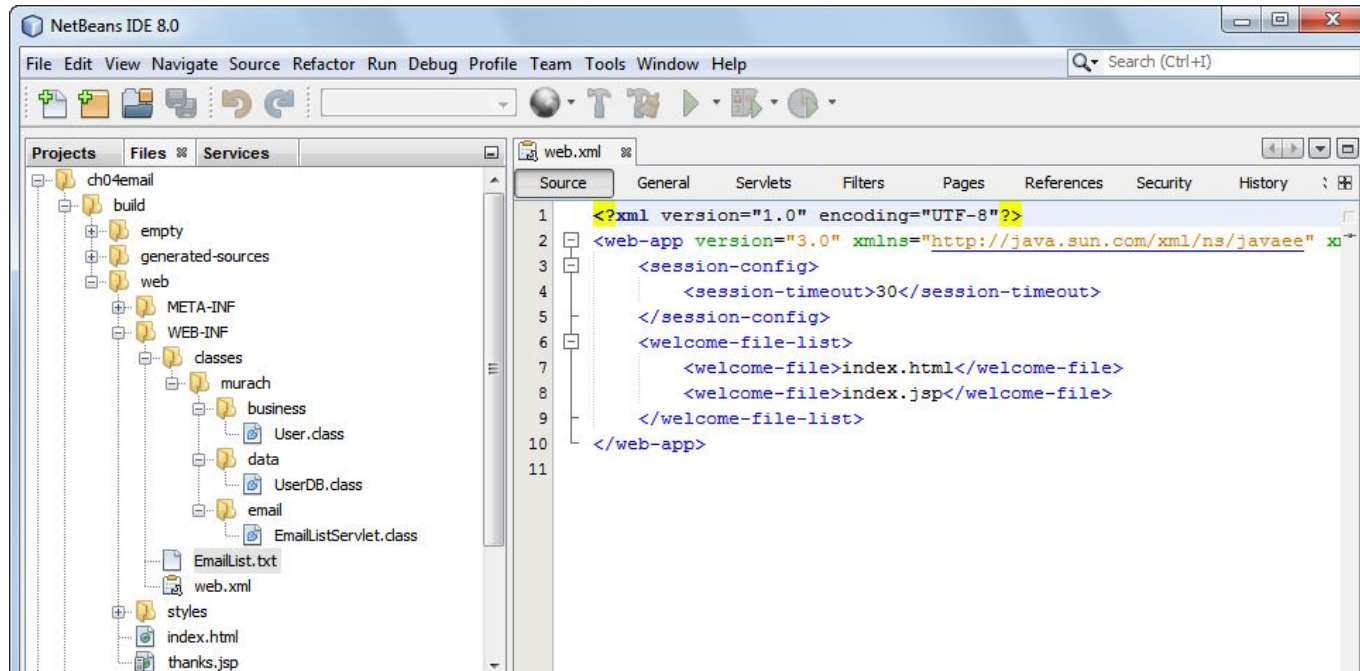 NetBeans IDE 8.0
File Edit View Navigate Source Refactor Run Debug Profile Team Tools Window Help
Search (Ctrl+I)
Projects Files Services
ch04email
build
empty
generated-sources
web
META-INF
WEB-INF
classes
murach
business
User.class
data
UserDB.class
email
EmailListServlet.class
EmailList.txt
web.xml
styles
index.html
thanks.jsp
web.xml
Source General Servlets Filters Pages References Security History
1 <?xml version="1.0" encoding="UTF-8"?>
2 <web-app version="3.0" xmlns="http://java.sun.com/xml/ns/javaee"
3 <session-config>
4 <session-timeout>30</session-timeout>
5 </session-config>
6 <welcome-file-list>
7 <welcome-file>index.html</welcome-file>
8 <welcome-file>index.jsp</welcome-file>
9 </welcome-file-list>
10 </web-app>
11